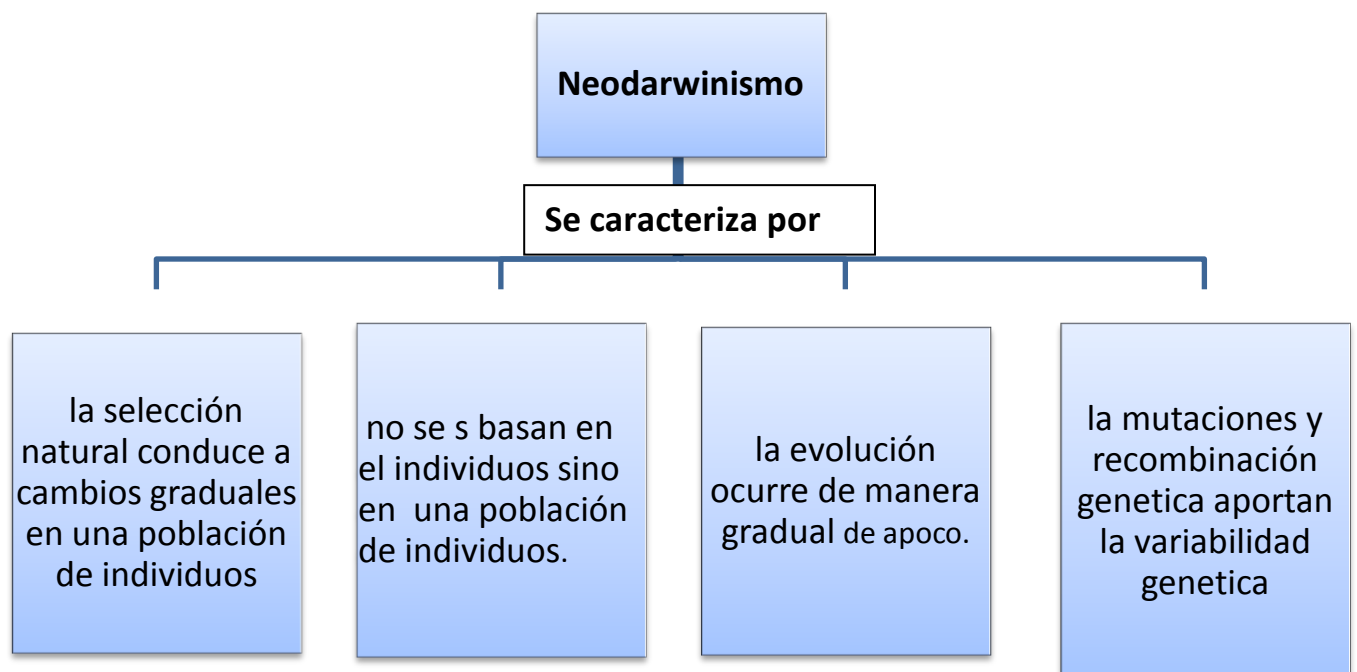 Neodarwinismo
Se caracteriza por
la selección
natural conduce a
cambios graduales
en una población
de individuos
no se s basan en
el individuos sino
en una población
de individuos.
la evolución
ocurre de manera
gradual de apoco.
la mutaciones y
recombinación
genetica aportan
la variabilidad
genetica